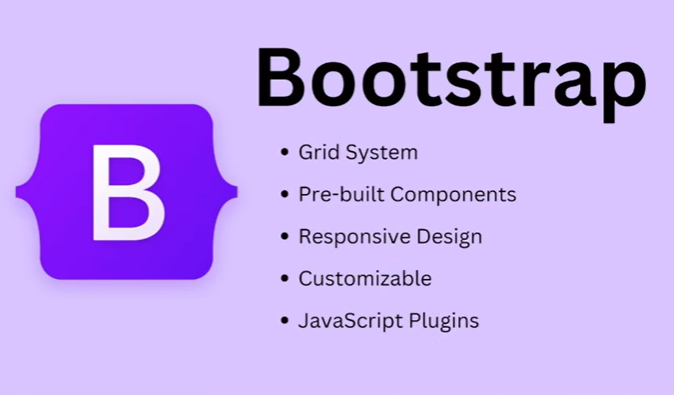 Bootstrap
B
• Grid System
• Pre-built Components
• Responsive Design
• Customizable
• JavaScript Plugins